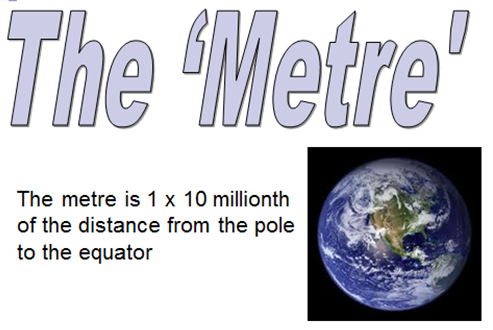 The ‘Metre'
The metre is 1 x 10 millionth
of the distance from the pole
to the equator